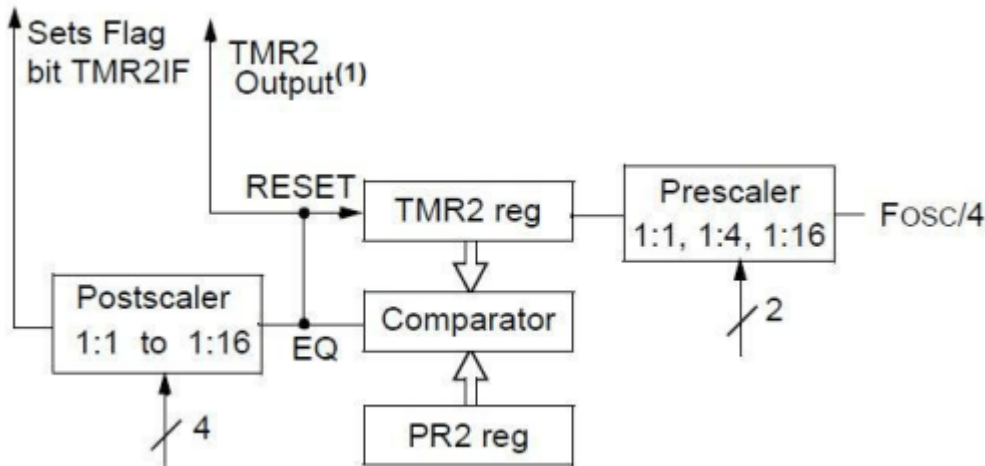 Sets Flag
bit TMR2IF
TMR2
Output(1)
RESET
TMR2 reg
Prescaler
1:1, 1:4, 1:16
FOSC/4
2
Postscaler
1:1 to 1:16
EQ
Comparator
4
PR2 reg